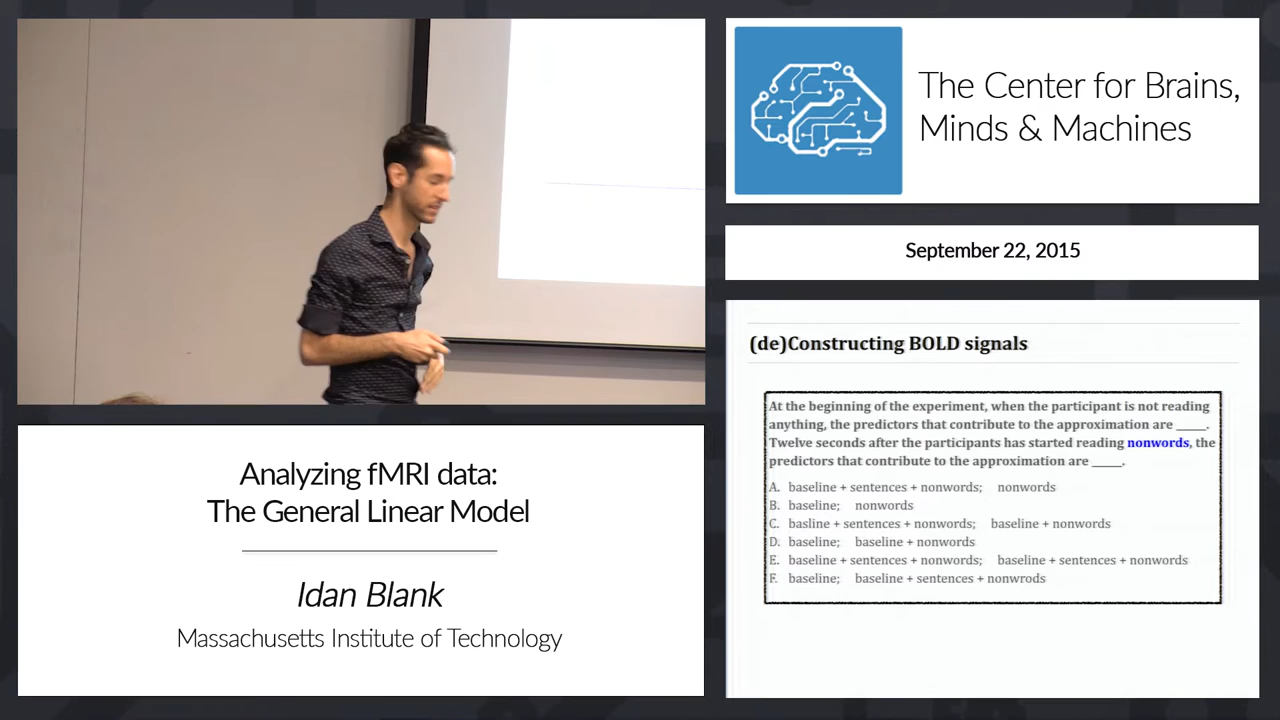 The Center for Brains,
Minds & Machines
September 22, 2015
(de)Constructing BOLD signals
At the beginning of the experiment, when the participant is not reading
anything, the predictors that contribute to the approximation are _____.
Twelve seconds after the participants has started reading nonwords, the
predictors that contribute to the approximation are _____.
A. baseline + sentences + nonwords; nonwords
B. baseline; nonwords
C. basline + sentences + nonwords; baseline + nonwords
D. baseline; baseline + nonwords
E. baseline + sentences + nonwords; baseline + sentences + nonwords
F. baseline; baseline + sentences + nonwrods
Analyzing fMRI data:
The General Linear Model
Idan Blank
Massachusetts Institute of Technology